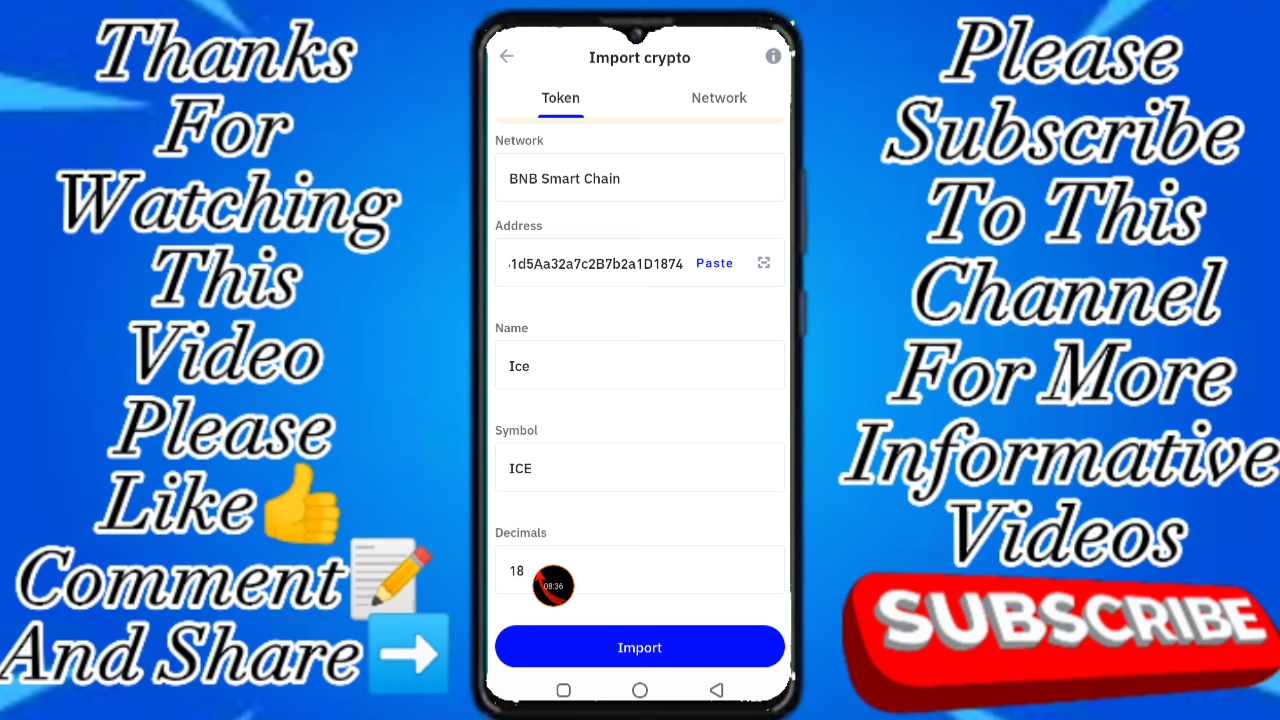 Thanks
For
Watching
This
Video
Please
Like
Comment
And Share
Import crypto
Token Network
Network
BNB Smart Chain
Address
1d5Aa32a7c2B7b2a1D1874 Paste
Name
Ice
Symbol
ICE
Decimals
18
08:36
Import
Please
Subscribe
To This
Channel
For More
Informative
Videos
SUBSCRIBE